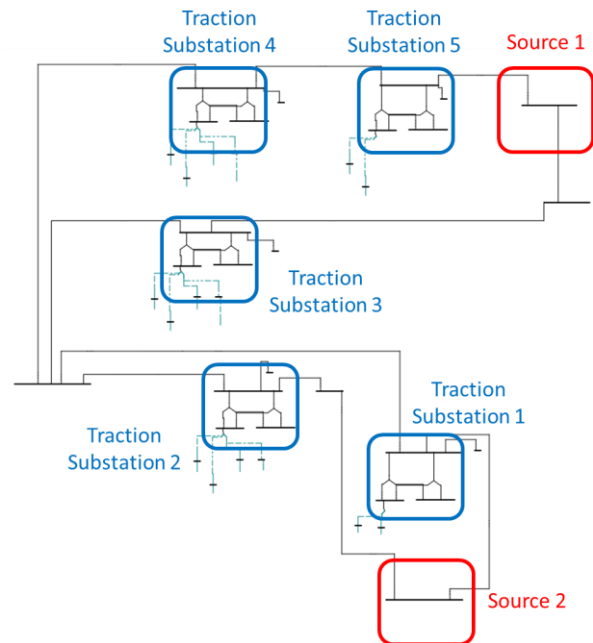 Traction
Substation 4
Traction
Substation 5
Source 1
Traction
Substation 3
Traction
Substation 2
Traction
Substation 1
Source 2